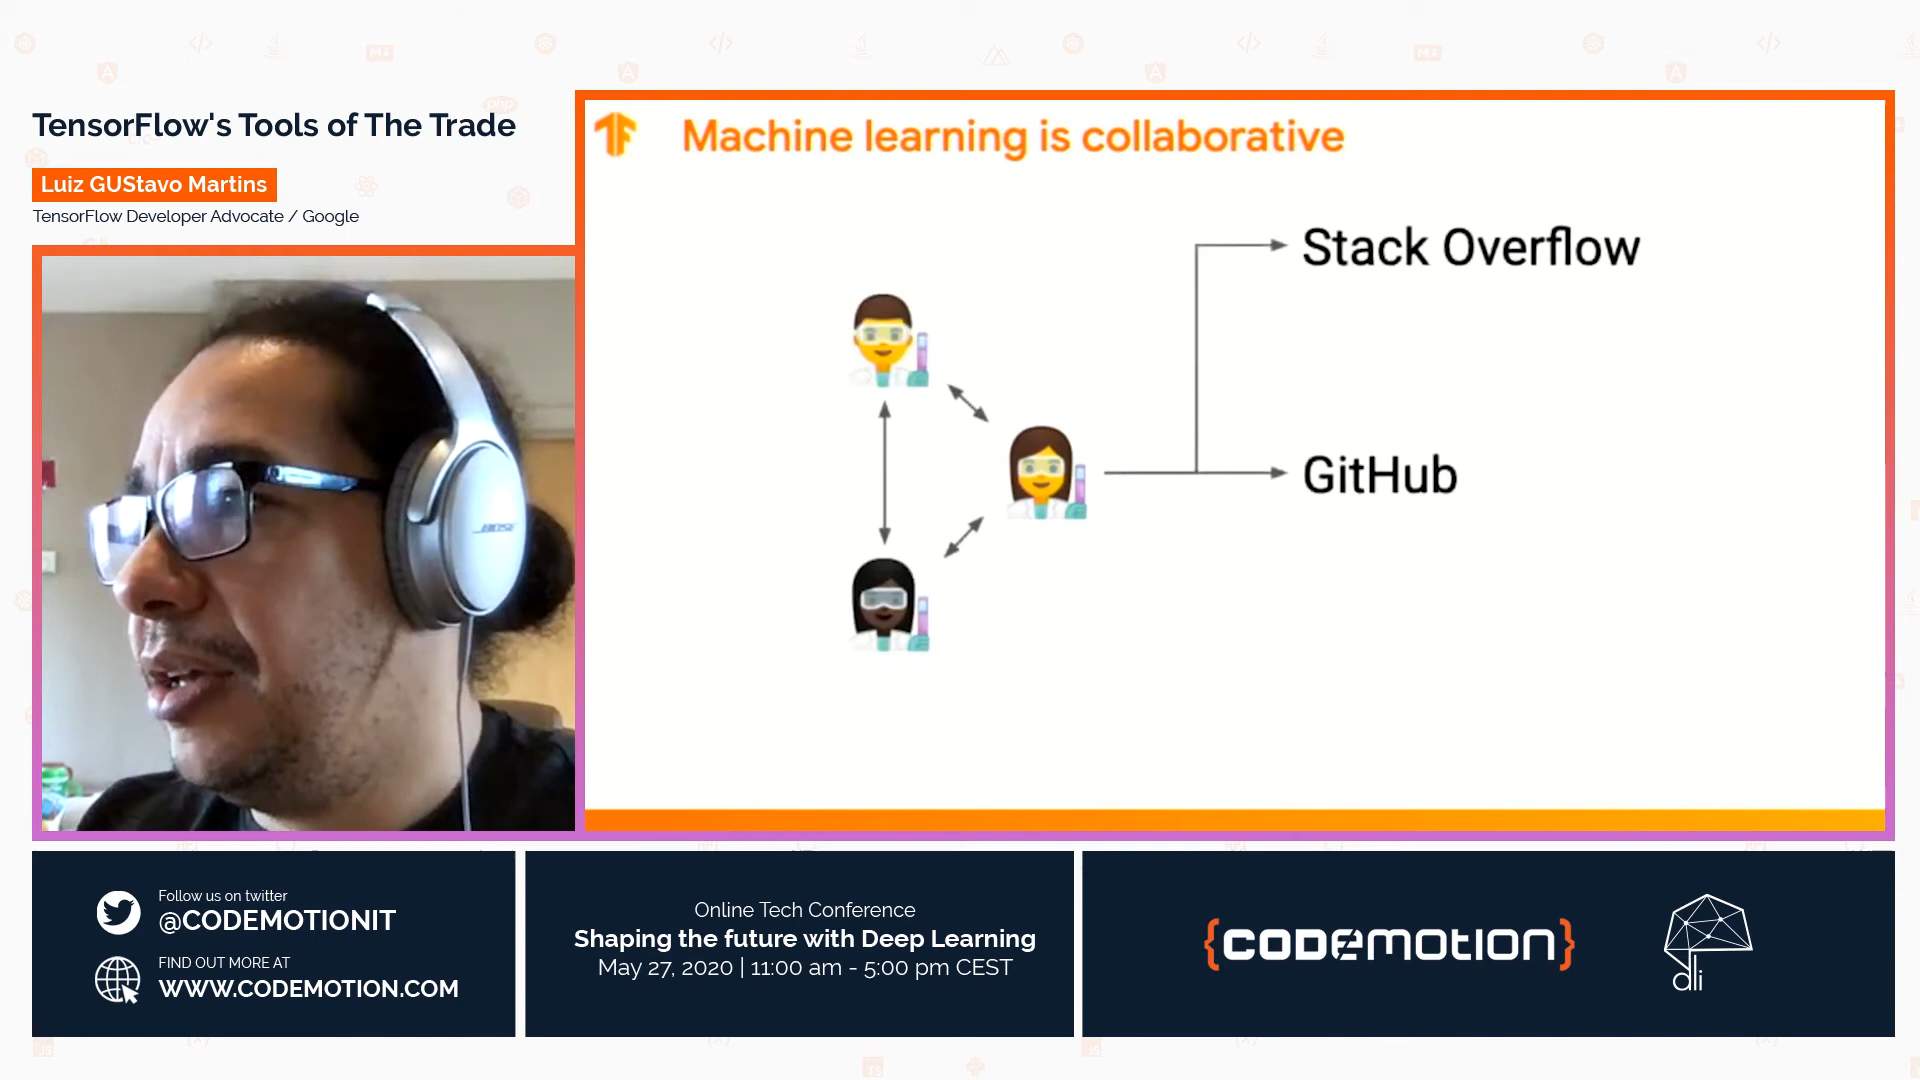 TensorFlow's Tools of The Trade
Luiz GUStavo Martins
TensorFlow Developer Advocate / Google
Machine learning is collaborative
Stack Overflow
GitHub
BOSE
Follow us on twitter
@CODEMOTIONIT
FIND OUT MORE AT
WWW.CODEMOTION.COM
Online Tech Conference
Shaping the future with Deep Learning
May 27, 2020 | 11:00 am - 5:00 pm CEST
{CODEMOTION}
dli